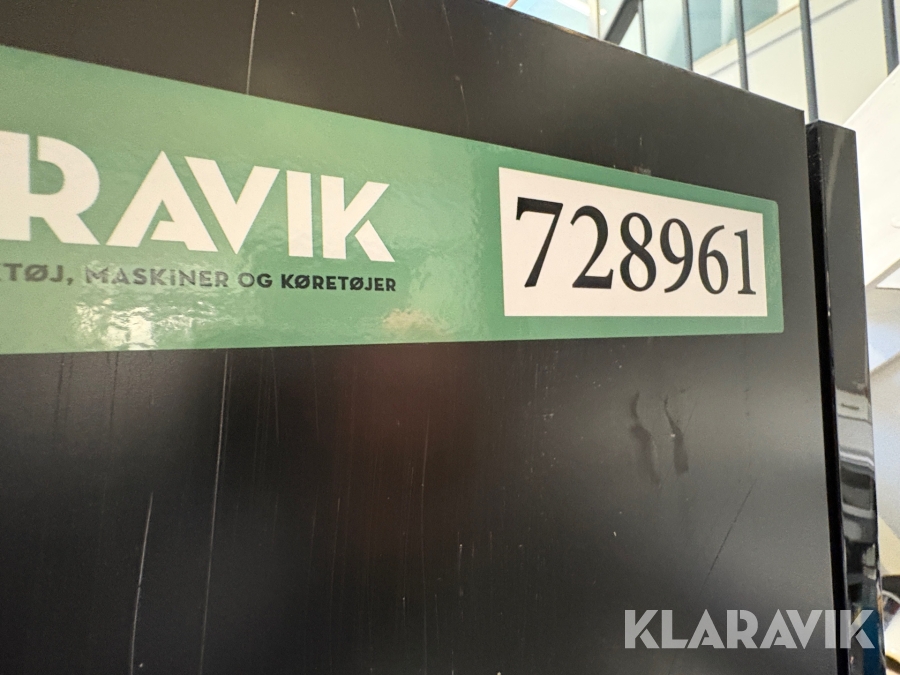 RAVIK
TØJ, MASKINER OG KØRETØJER
728961
KLARAVIK